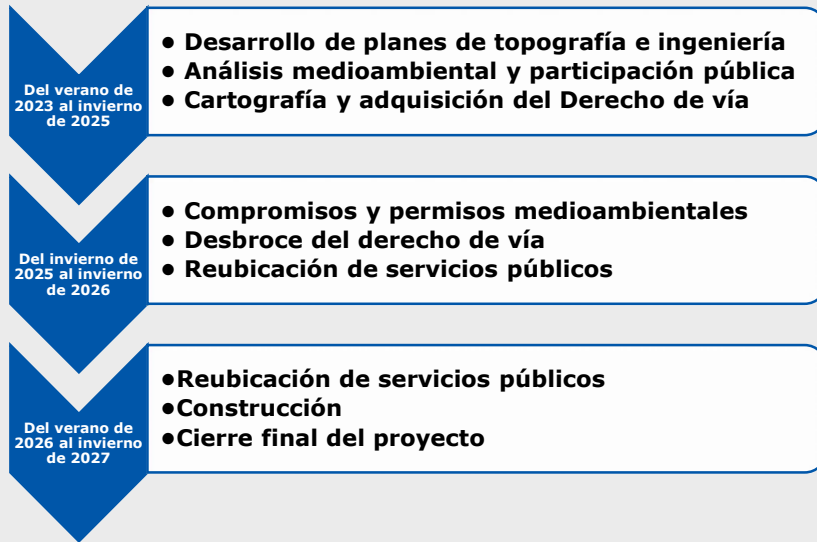 Del verano de
2023 al invierno
de 2025
• Desarrollo de planes de topografía e ingeniería
• Análisis medioambiental y participación pública
• Cartografía y adquisición del Derecho de vía
Del invierno de
2025 al invierno
de 2026
• Compromisos y permisos medioambientales
• Desbroce del derecho de vía
• Reubicación de servicios públicos
Del verano de
2026 al invierno
de 2027
•Reubicación de servicios públicos
•Construcción
•Cierre final del proyecto